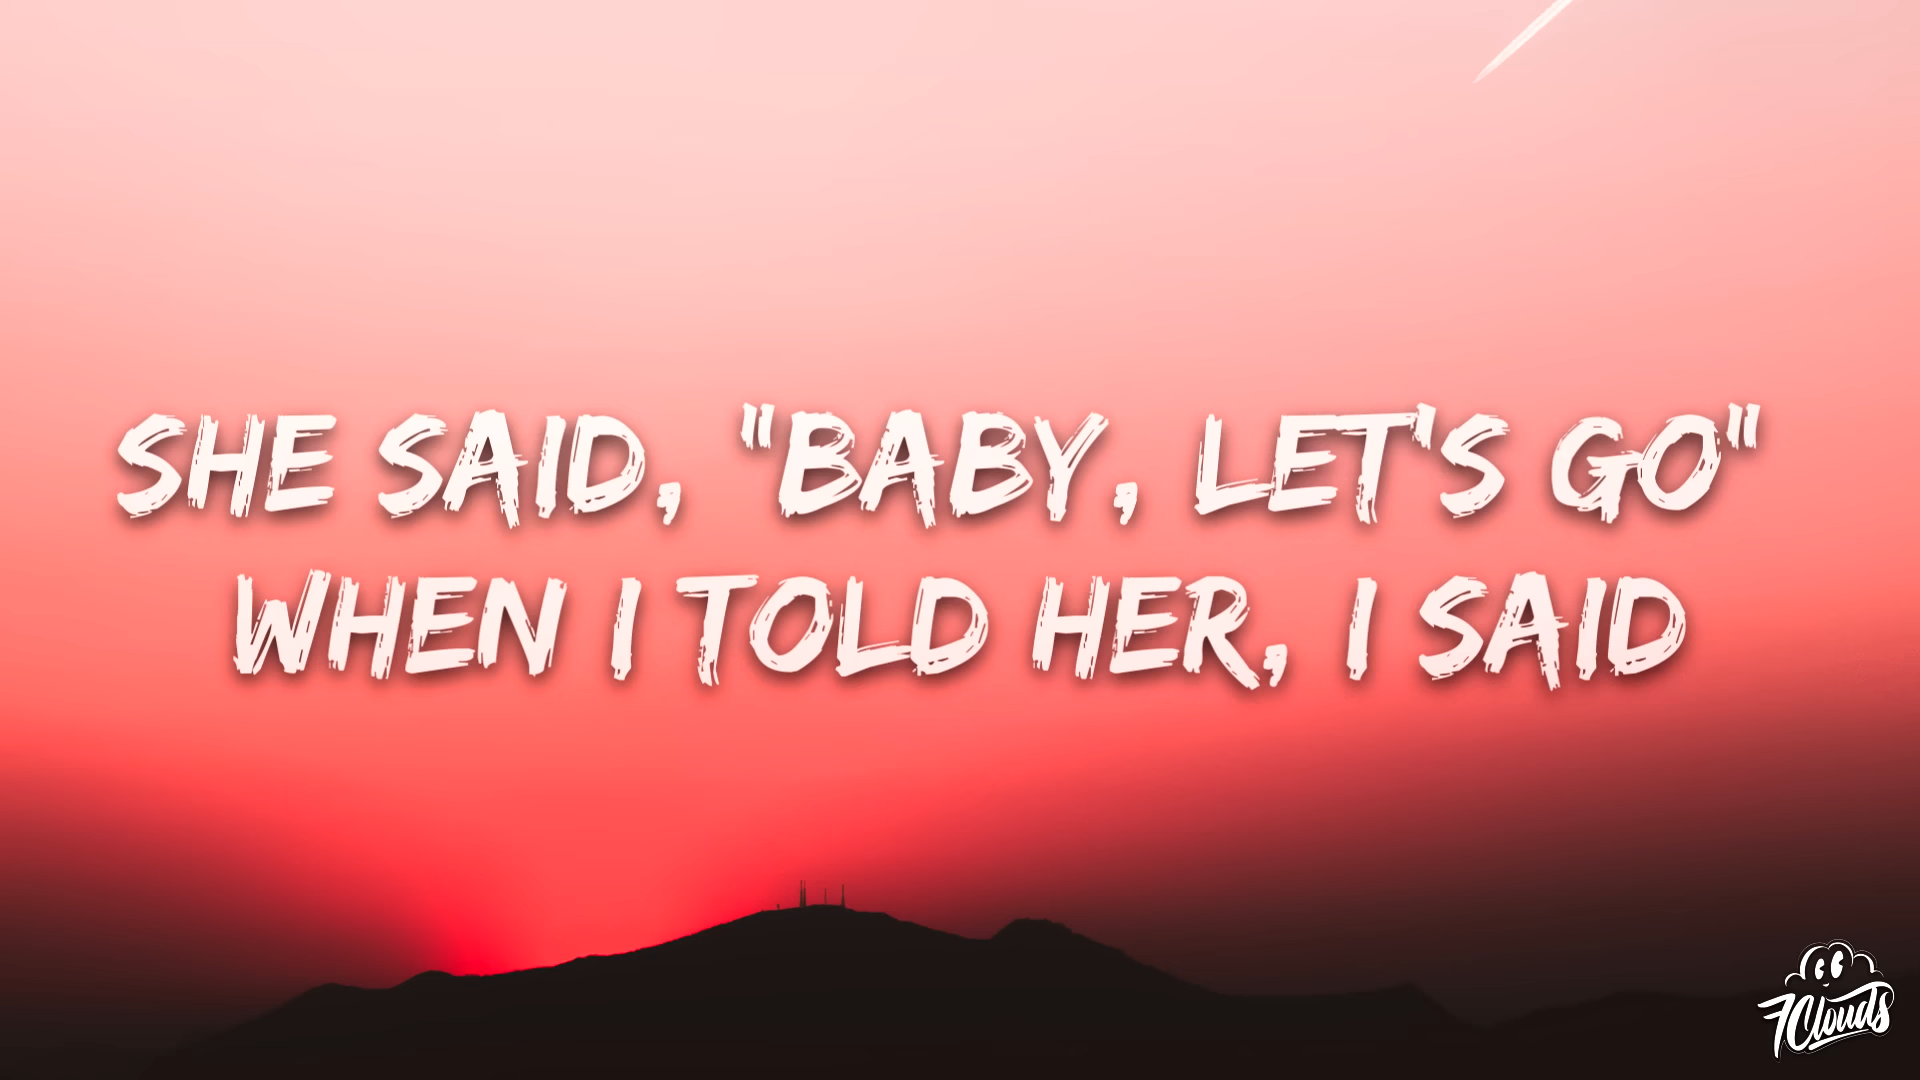 SHE SAID, "BABY, LET'S GO"
WHEN I TOLD HER, I SAID
7Clouds